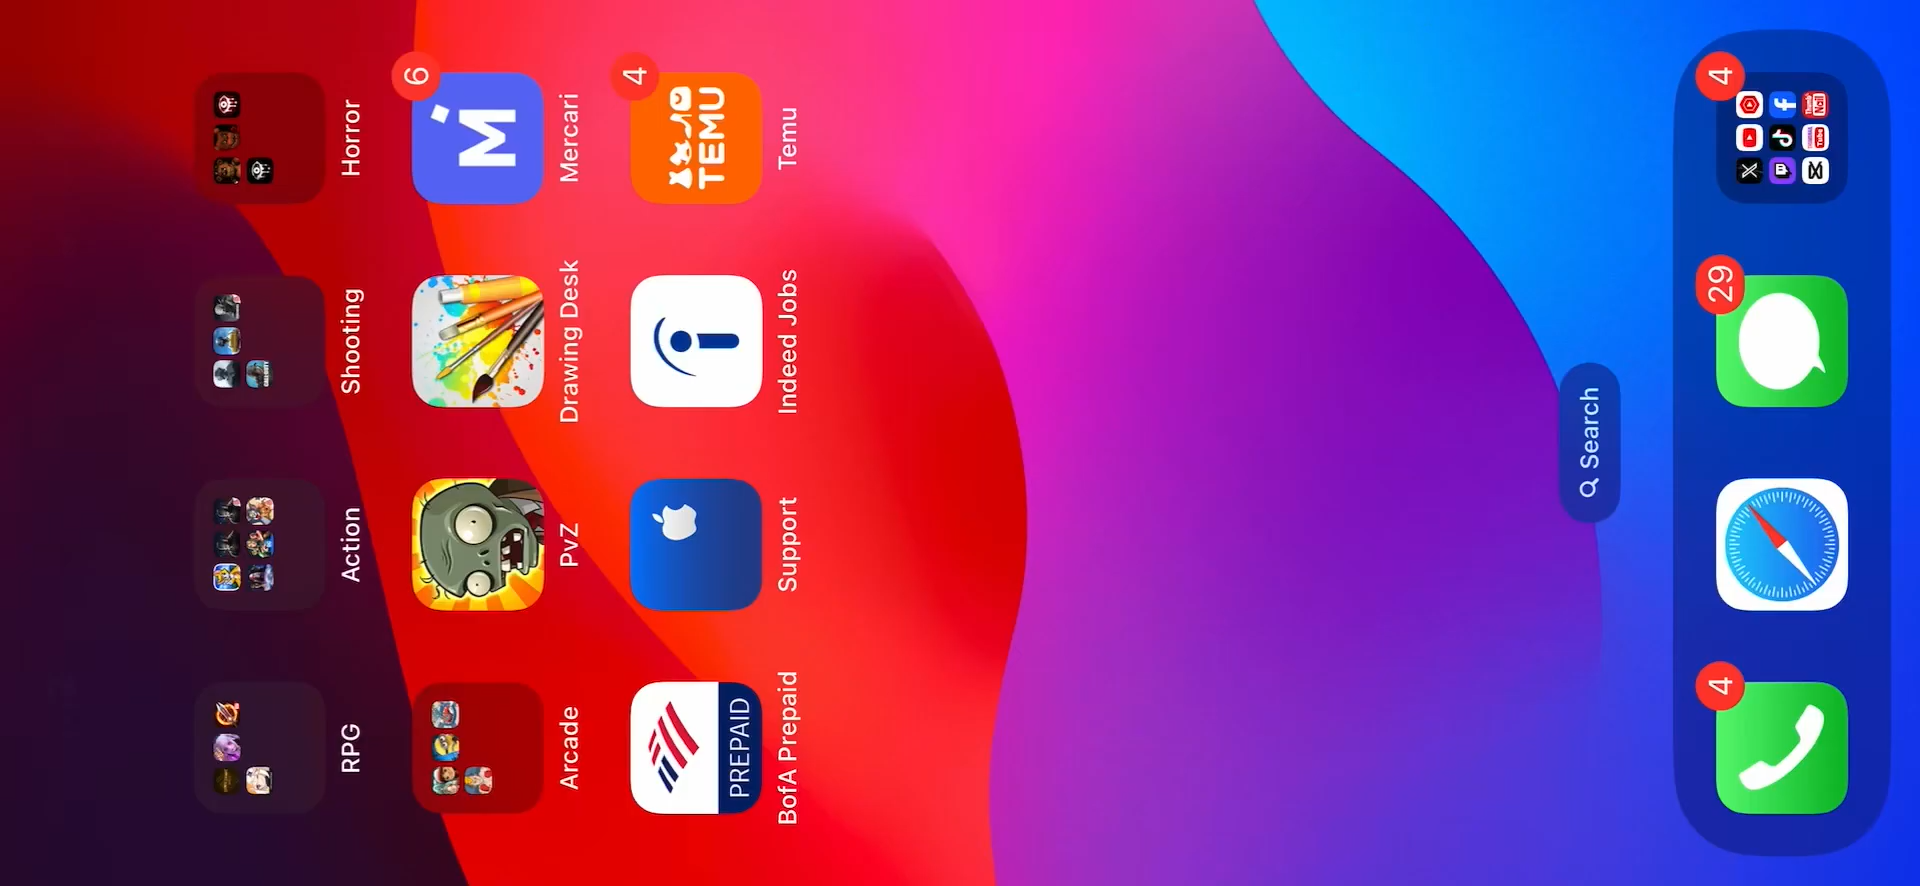 RPG
Action
Shooting
Horror
Arcade
PvZ
Drawing Desk
6
Mercari
PREPAID
BofA Prepaid
Support
Indeed Jobs
4
TEMU
Temu
Search
4
29
4